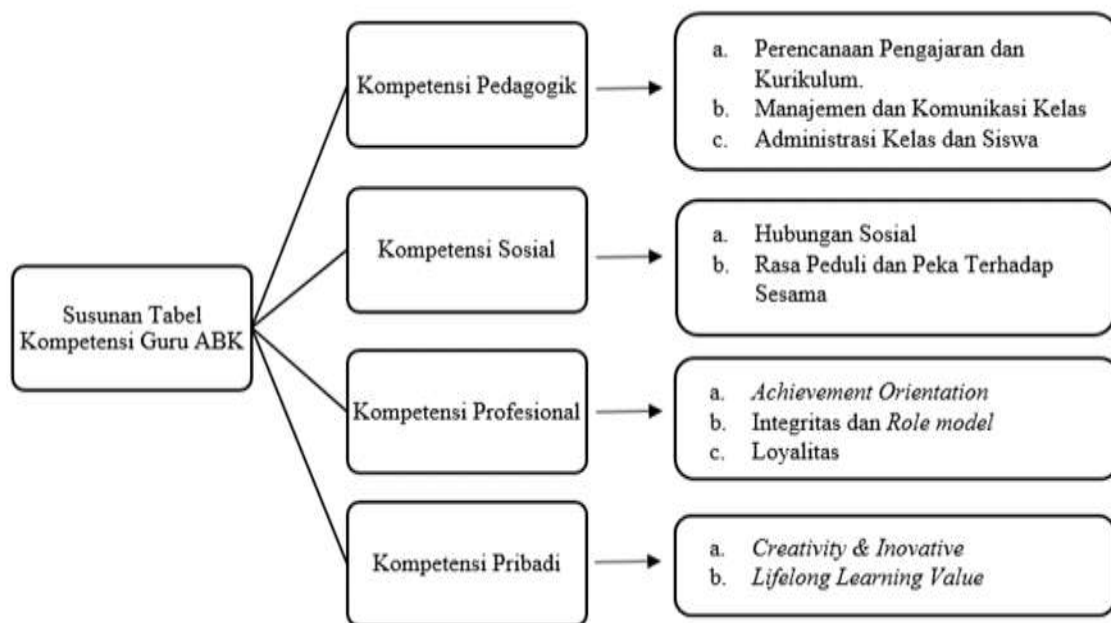 Susunan Tabel
Kompetensi Guru ABK
Kompetensi Pedagogik
a. Perencanaan Pengajaran dan
Kurikulum.
b. Manajemen dan Komunikasi Kelas
c. Administrasi Kelas dan Siswa
Kompetensi Sosial
a. Hubungan Sosial
b. Rasa Peduli dan Peka Terhadap
Sesama
Kompetensi Profesional
a. Achievement Orientation
b. Integritas dan Role model
c. Loyalitas
Kompetensi Pribadi
a. Creativity & Inovative
b. Lifelong Learning Value